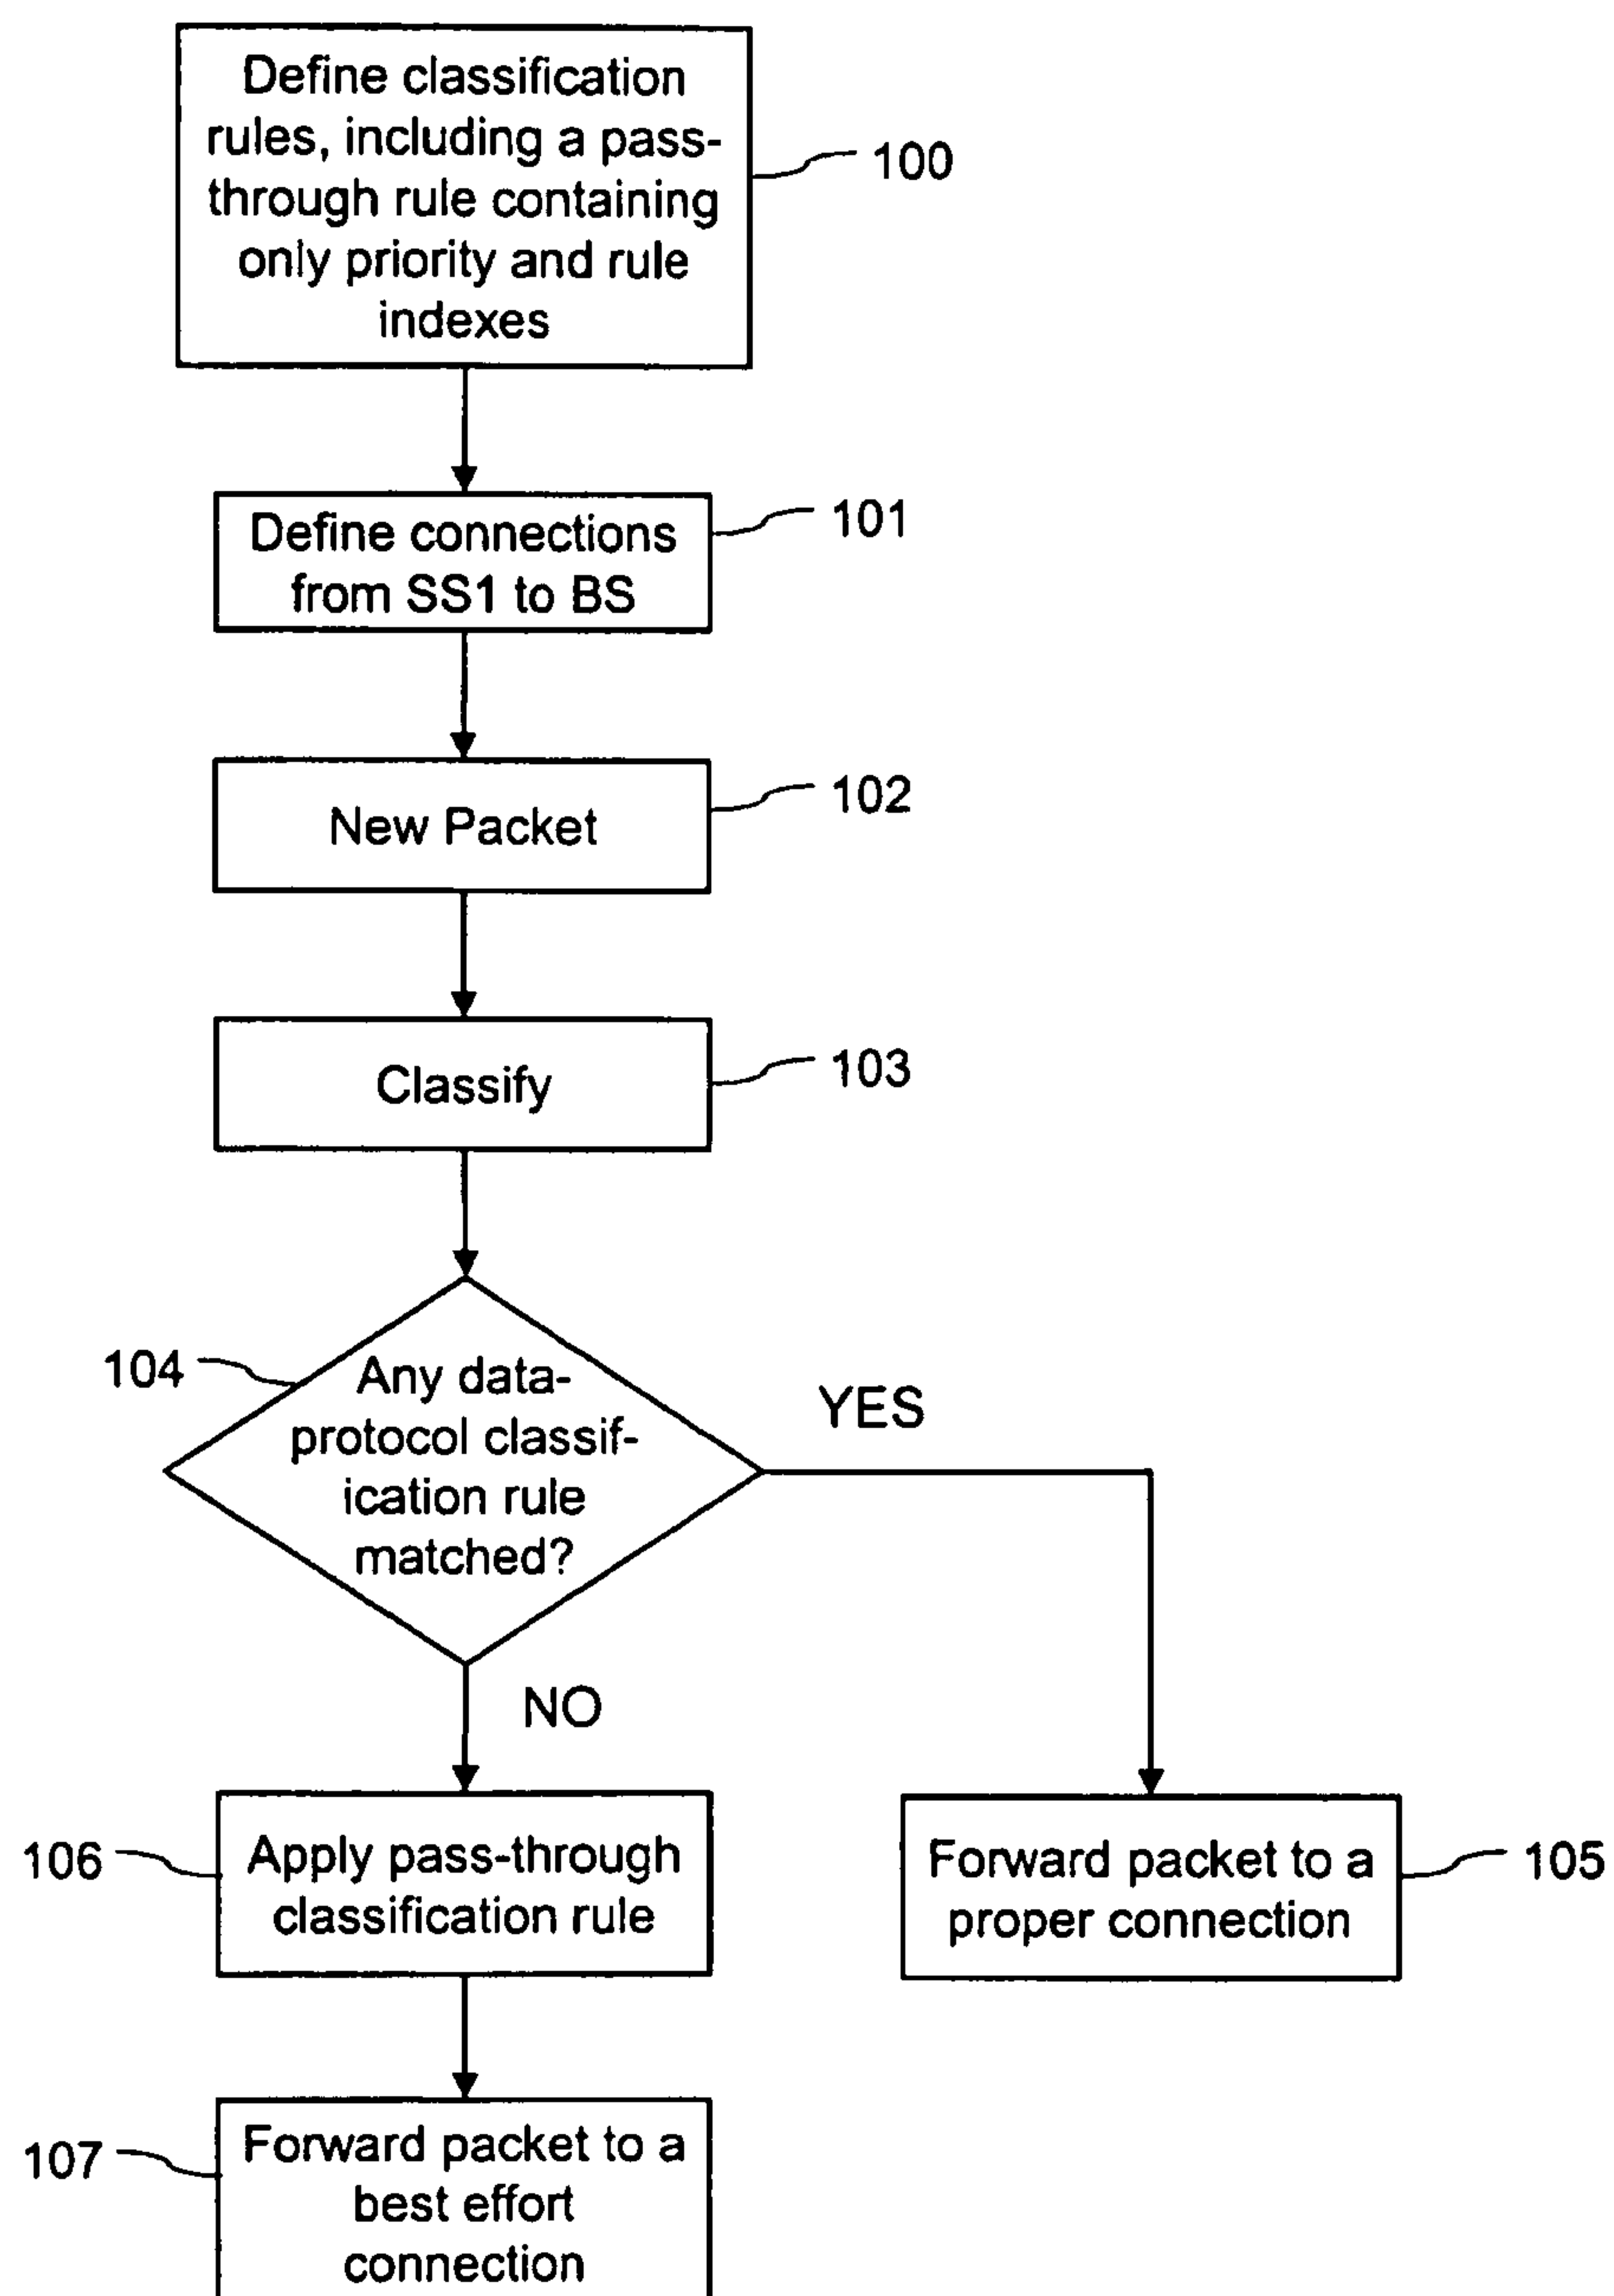 Define classification
rules, including a pass-
through rule containing
only priority and rule
indexes
100
Define connections
from SS1 to BS
101
New Packet
102
Classify
103
104
Any data-
protocol classif-
ication rule
matched?
YES
NO
106
Apply pass-through
classification rule
Forward packet to a
proper connection
105
107
Forward packet to a
best effort
connection